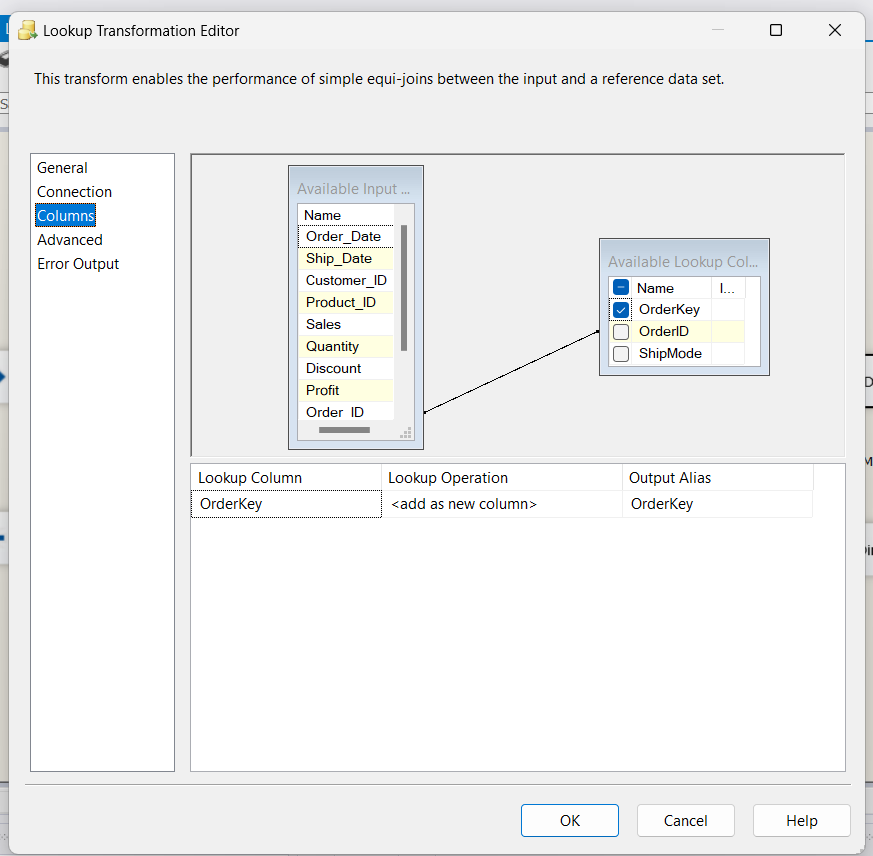 Lookup Transformation Editor
This transform enables the performance of simple equi-joins between the input and a reference data set.
General
Connection
Columns
Advanced
Error Output
Available Input ...
Name
Order_Date
Ship_Date
Customer_ID
Product_ID
Sales
Quantity
Discount
Profit
Order_ID
Available Lookup Col...
Name I...
OrderKey
OrderID
ShipMode
Lookup Column Lookup Operation Output Alias
OrderKey <add as new column> OrderKey
OK Cancel Help